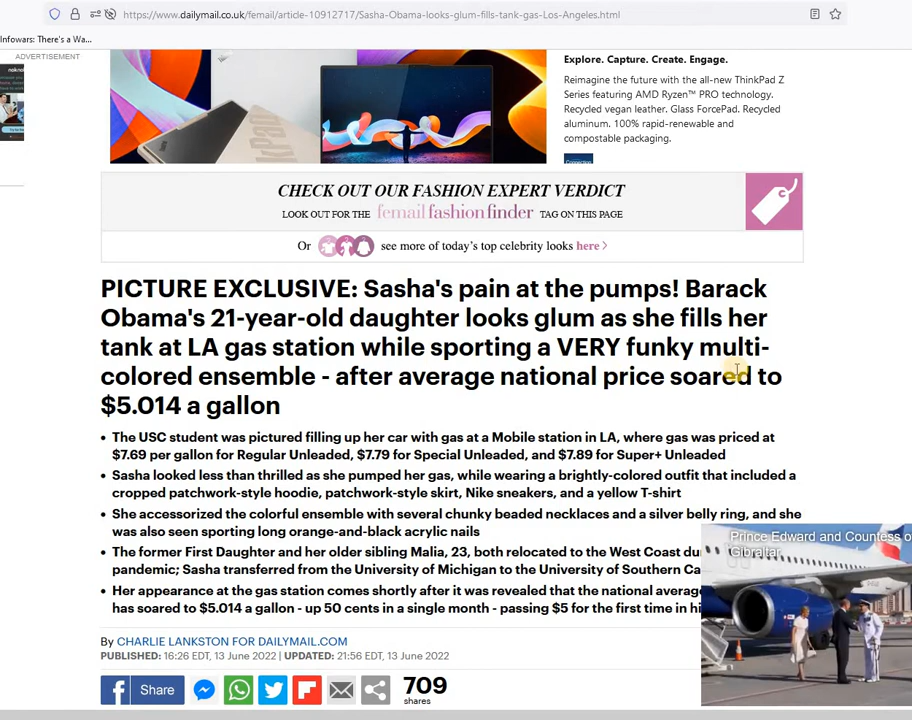 https://www.dailymail.co.uk/femail/article-10912717/Sasha-Obama-looks-glum-fills-tank-gas-Los-Angeles.html
Infowars: There's a Wa...
ADVERTISEMENT
Explore. Capture. Create. Engage.
Reimagine the future with the all-new ThinkPad Z
Series featuring AMD Ryzen™ PRO technology.
Recycled vegan leather. Glass ForcePad. Recycled
aluminum. 100% rapid-renewable and
compostable packaging.
Connection
CHECK OUT OUR FASHION EXPERT VERDICT
LOOK OUT FOR THE femail fashion finder TAG ON THIS PAGE
Or see more of today's top celebrity looks here >
PICTURE EXCLUSIVE: Sasha's pain at the pumps! Barack
Obama's 21-year-old daughter looks glum as she fills her
tank at LA gas station while sporting a VERY funky multi-
colored ensemble - after average national price soared to
$5.014 a gallon
• The USC student was pictured filling up her car with gas at a Mobile station in LA, where gas was priced at
$7.69 per gallon for Regular Unleaded, $7.79 for Special Unleaded, and $7.89 for Super+ Unleaded
• Sasha looked less than thrilled as she pumped her gas, while wearing a brightly-colored outfit that included a
cropped patchwork-style hoodie, patchwork-style skirt, Nike sneakers, and a yellow T-shirt
• She accessorized the colorful ensemble with several chunky beaded necklaces and a silver belly ring, and she
was also seen sporting long orange-and-black acrylic nails
• The former First Daughter and her older sibling Malia, 23, both relocated to the West Coast du
pandemic; Sasha transferred from the University of Michigan to the University of Southern Ca
• Her appearance at the gas station comes shortly after it was revealed that the national average
has soared to $5.014 a gallon - up 50 cents in a single month - passing $5 for the first time in hi
Prince Edward and Countess o
Gibraltar
By CHARLIE LANKSTON FOR DAILYMAIL.COM
PUBLISHED: 16:26 EDT, 13 June 2022 | UPDATED: 21:56 EDT, 13 June 2022
Share
709
shares